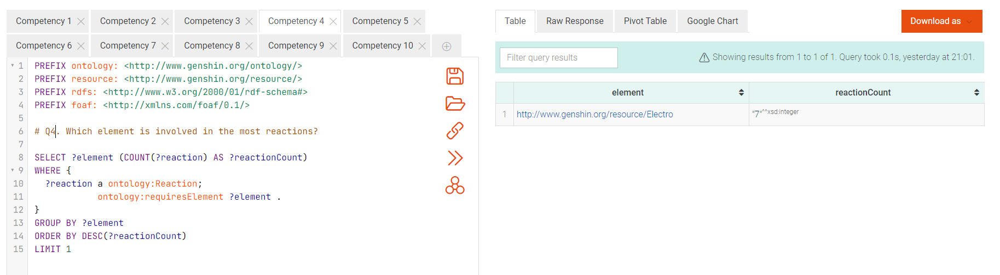 Competency 1 Competency 2 Competency 3 Competency 4 Competency 5
Competency 6 Competency 7 Competency 8 Competency 9 Competency 10
1 PREFIX ontology: <http://www.genshin.org/ontology/>
2 PREFIX resource: <http://www.genshin.org/resource/>
3 PREFIX rdfs: <http://www.w3.org/2000/01/rdf-schema#>
4 PREFIX foaf: <http://xmlns.com/foaf/0.1/>
5
6 # Q4. Which element is involved in the most reactions?
7
8 SELECT ?element (COUNT(?reaction) AS ?reactionCount)
9 WHERE {
10 ?reaction a ontology:Reaction;
11 ontology:requiresElement ?element .
12 }
13 GROUP BY ?element
14 ORDER BY DESC(?reactionCount)
15 LIMIT 1
Table Raw Response Pivot Table Google Chart Download as
Filter query results Showing results from 1 to 1 of 1. Query took 0.1s, yesterday at 21:01.
element reactionCount
1 http://www.genshin.org/resource/Electro "7"^^xsd:integer